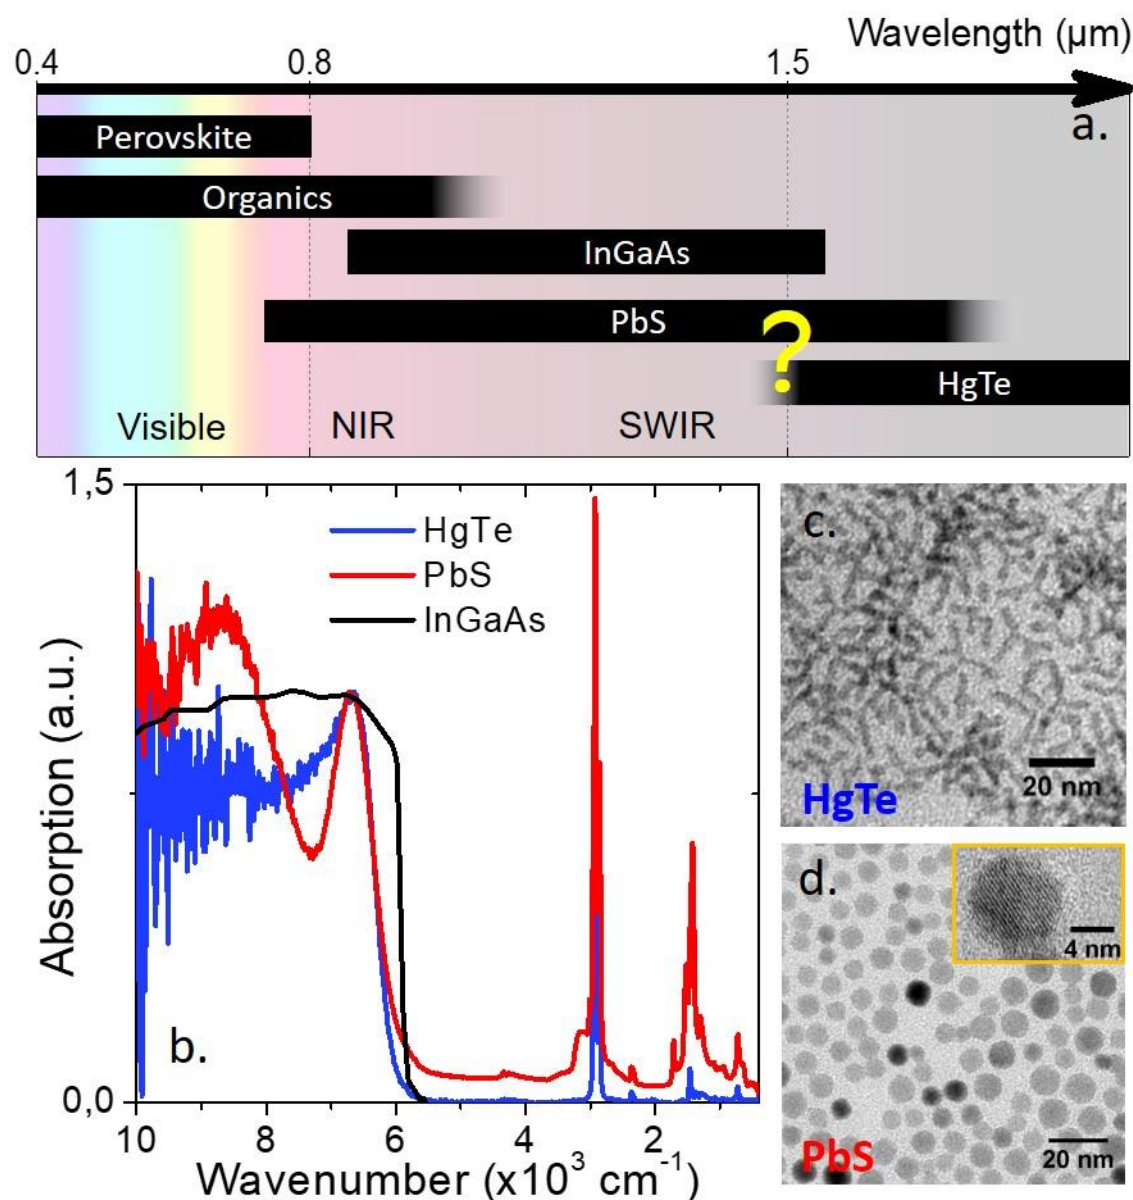 Wavelength (µm)
0.4 0.8 1.5
a.
Perovskite
Organics
InGaAs
PbS
?
HgTe
Visible NIR SWIR
1,5
HgTe
PbS
InGaAs
Absorption (a.u.)
b.
0,0
10 8 6 4 2
Wavenumber (x10³ cm⁻¹)
c.
20 nm
HgTe
d.
4 nm
20 nm
PbS